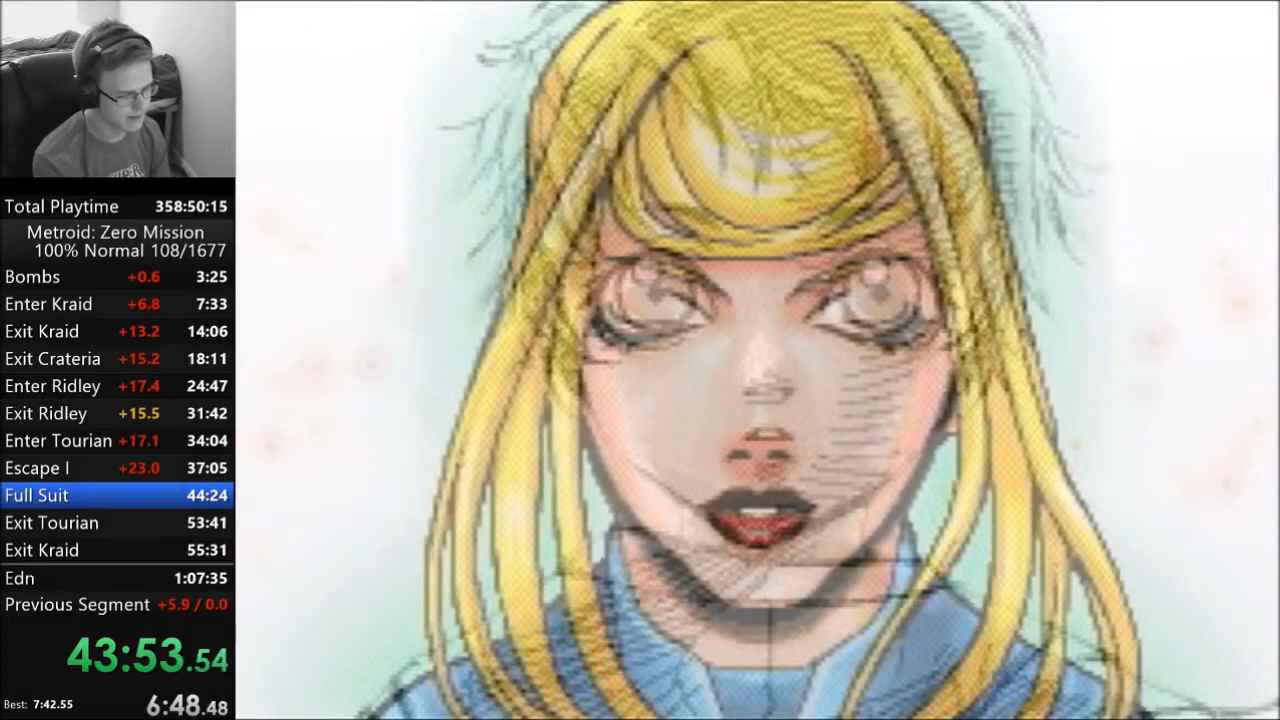 SUPER
Total Playtime 358:50:15
Metroid: Zero Mission
100% Normal 108/1677
Bombs +0.6 3:25
Enter Kraid +6.8 7:33
Exit Kraid +13.2 14:06
Exit Crateria +15.2 18:11
Enter Ridley +17.4 24:47
Exit Ridley +15.5 31:42
Enter Tourian +17.1 34:04
Escape I +23.0 37:05
Full Suit 44:24
Exit Tourian 53:41
Exit Kraid 55:31
Edn 1:07:35
Previous Segment +5.9 / 0.0
43:53.54
Best: 7:42.55 6:48.48